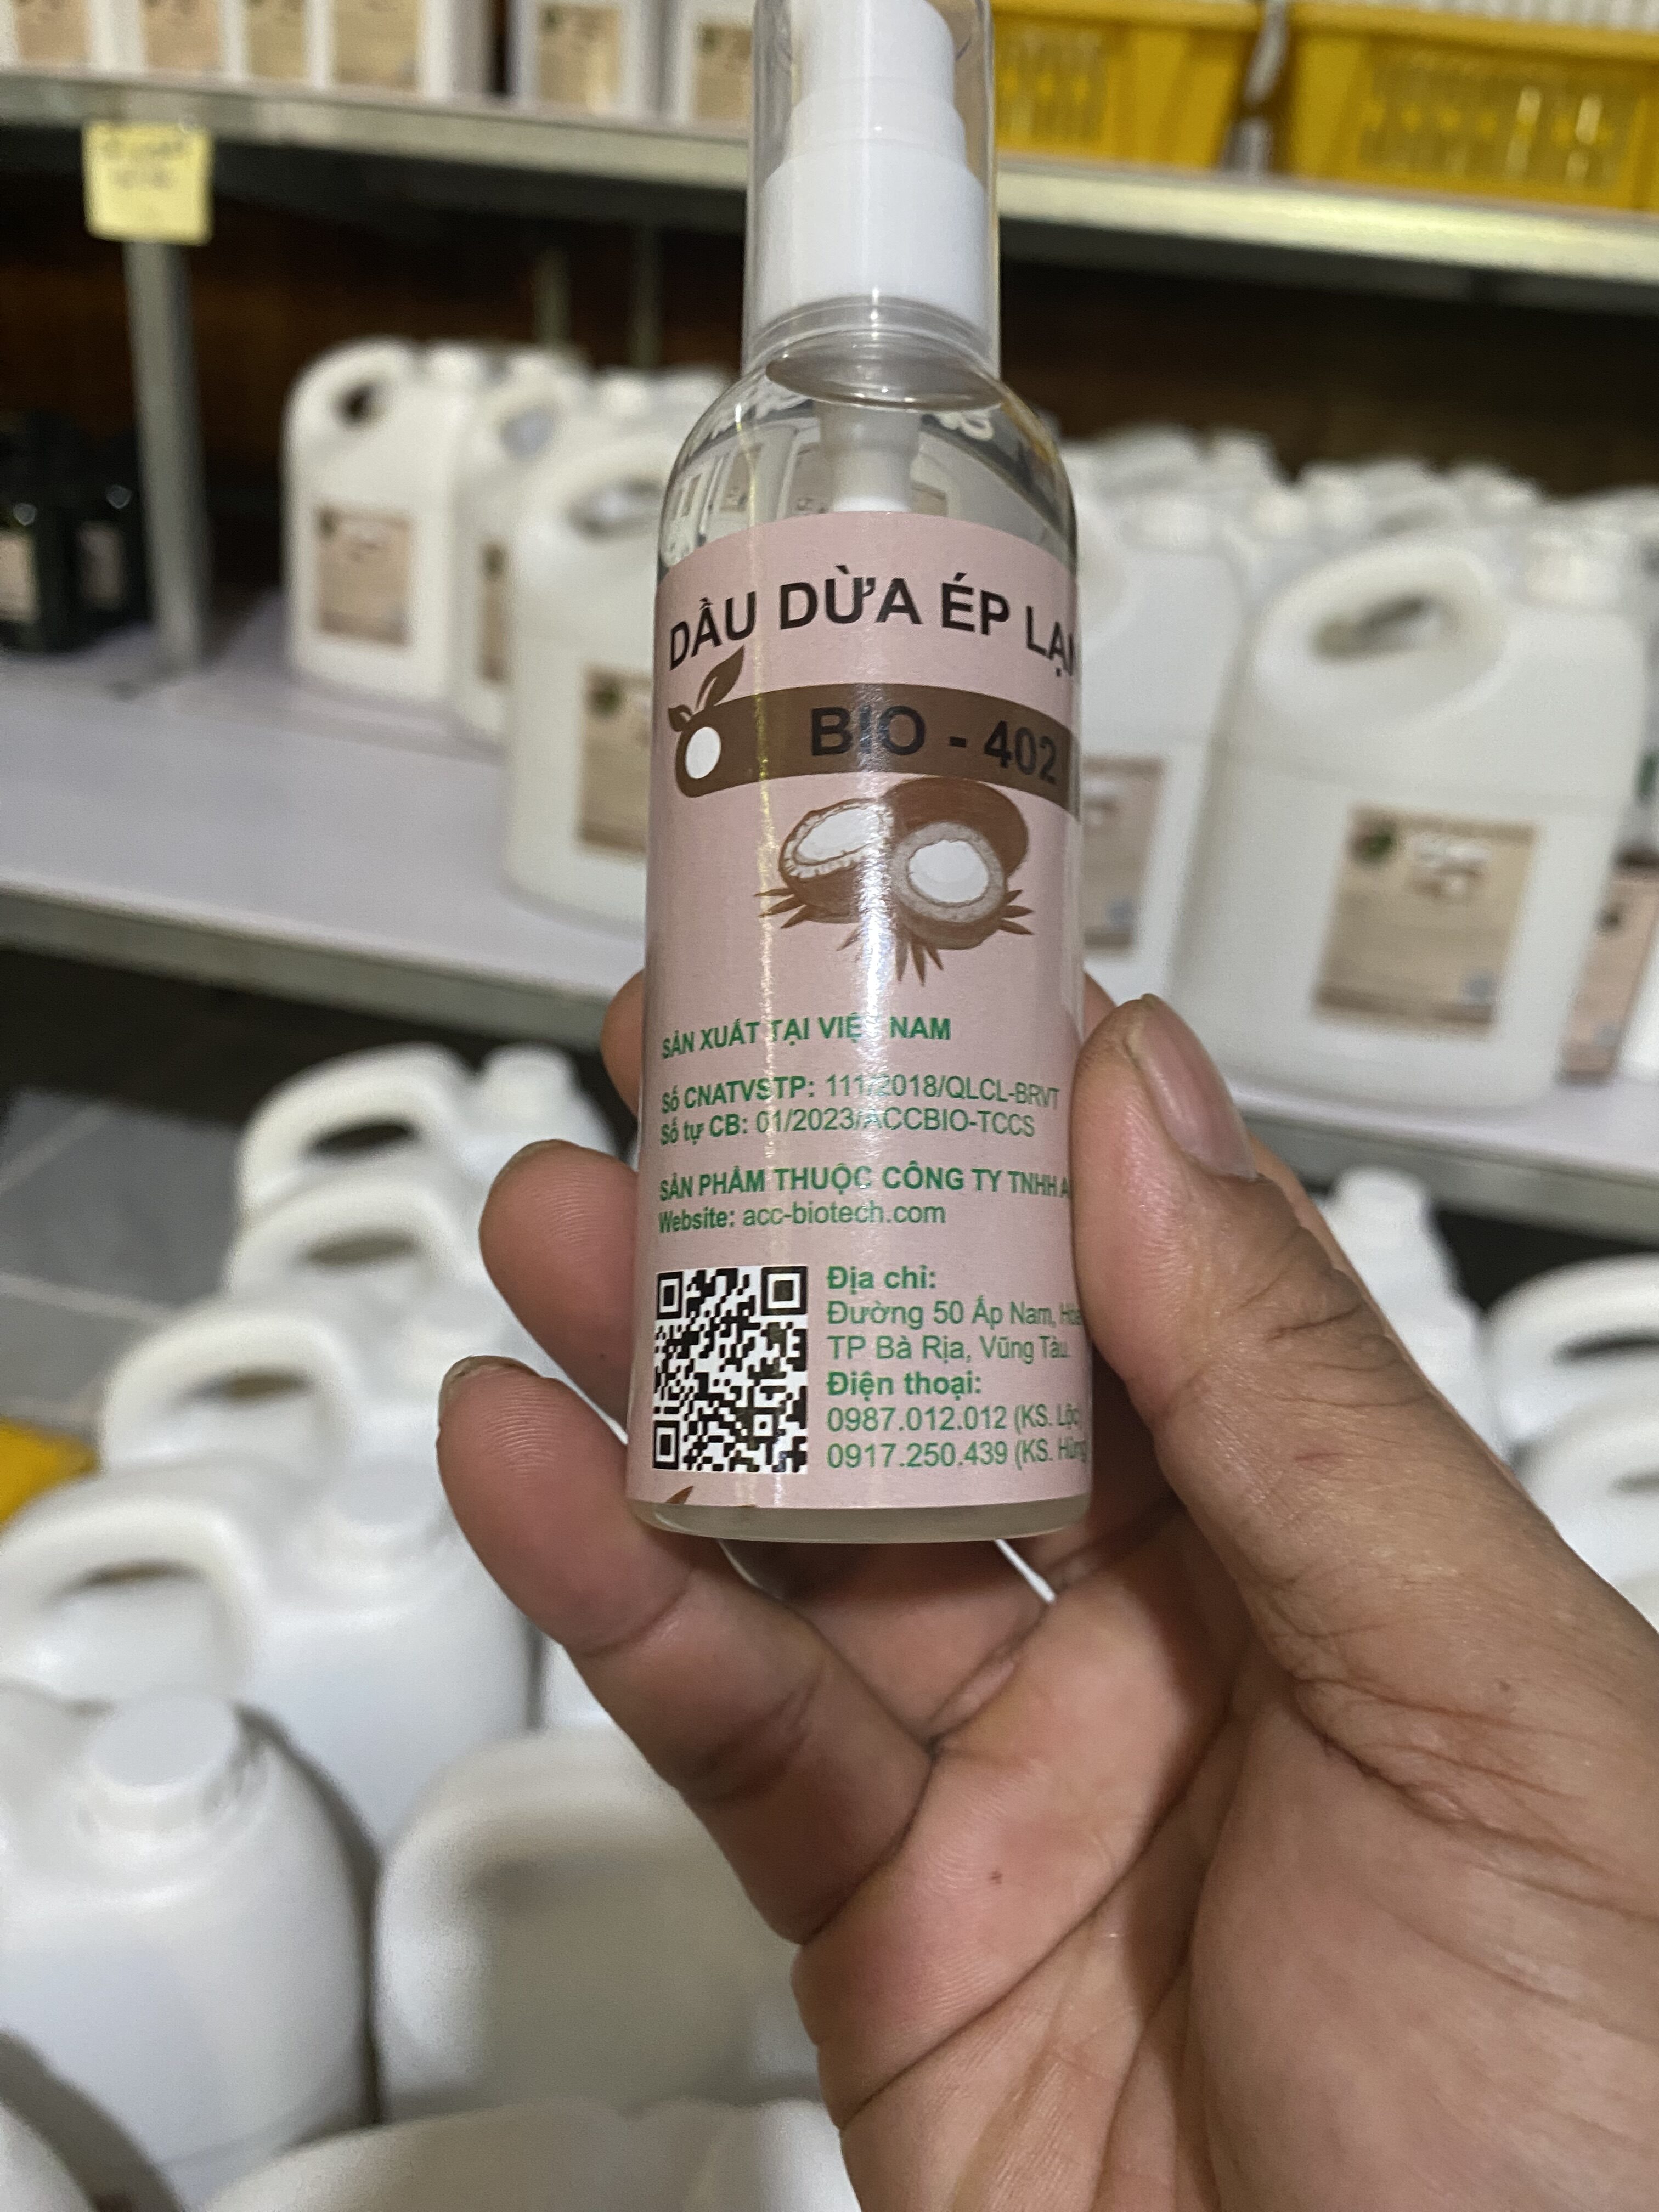 DẦU DỪA ÉP LẠN
BIO - 402
SẢN XUẤT TẠI VIỆT NAM
Số CNATVSTP: 111/2018/QLCL-BRVT
Số tự CB: 01/2023/ACCBIO-TCCS
SẢN PHẨM THUỘC CÔNG TY TNHH A
Website: acc-biotech.com
Địa chỉ:
Đường 50 Ấp Nam,
TP Bà Rịa, Vũng Tàu.
Điện thoại:
0987.012.012 (KS. Lộc)
0917.250.439 (KS. Hùng